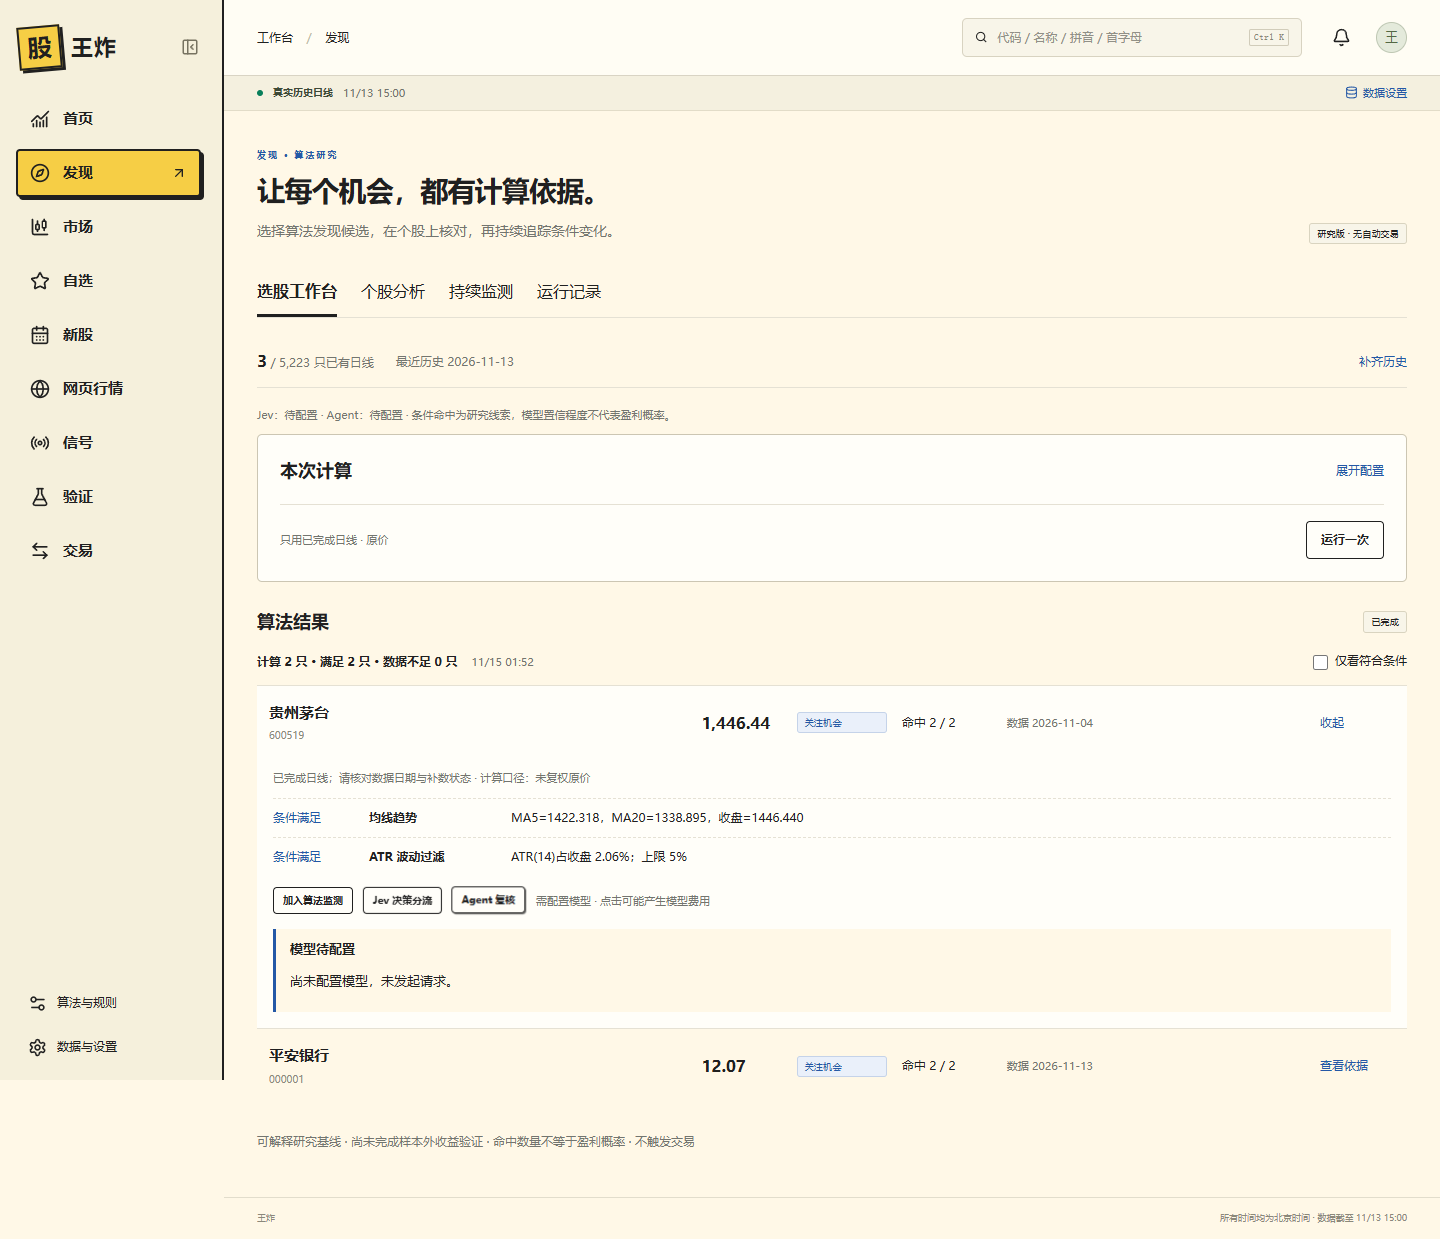 股 王炸
工作台 / 发现
代码 / 名称 / 拼音 / 首字母
Ctrl K
王
真实历史日线 11/13 15:00
数据设置
首页
发现
市场
自选
新股
网页行情
信号
验证
交易
算法与规则
数据与设置
发现 • 算法研究
让每个机会，都有计算依据。
选择算法发现候选，在个股上核对，再持续追踪条件变化。
研究版 · 无自动交易
选股工作台 个股分析 持续监测 运行记录
3 / 5,223 只已有日线 最近历史 2026-11-13
补齐历史
Jev：待配置 · Agent：待配置 · 条件命中为研究线索，模型置信程度不代表盈利概率。
本次计算
展开配置
只用已完成日线 · 原价
运行一次
算法结果
已完成
计算 2 只 • 满足 2 只 • 数据不足 0 只 11/15 01:52
仅看符合条件
贵州茅台
600519
1,446.44 关注机会 命中 2 / 2 数据 2026-11-04 收起
已完成日线；请核对数据日期与补数状态 · 计算口径：未复权原价
条件满足 均线趋势 MA5=1422.318，MA20=1338.895，收盘=1446.440
条件满足 ATR 波动过滤 ATR(14)占收盘 2.06%；上限 5%
加入算法监测 Jev 决策分流 Agent 复核 需配置模型 · 点击可能产生模型费用
模型待配置
尚未配置模型，未发起请求。
平安银行
000001
12.07 关注机会 命中 2 / 2 数据 2026-11-13 查看依据
可解释研究基线 · 尚未完成样本外收益验证 · 命中数量不等于盈利概率 · 不触发交易
王炸
所有时间均为北京时间 · 数据截至 11/13 15:00